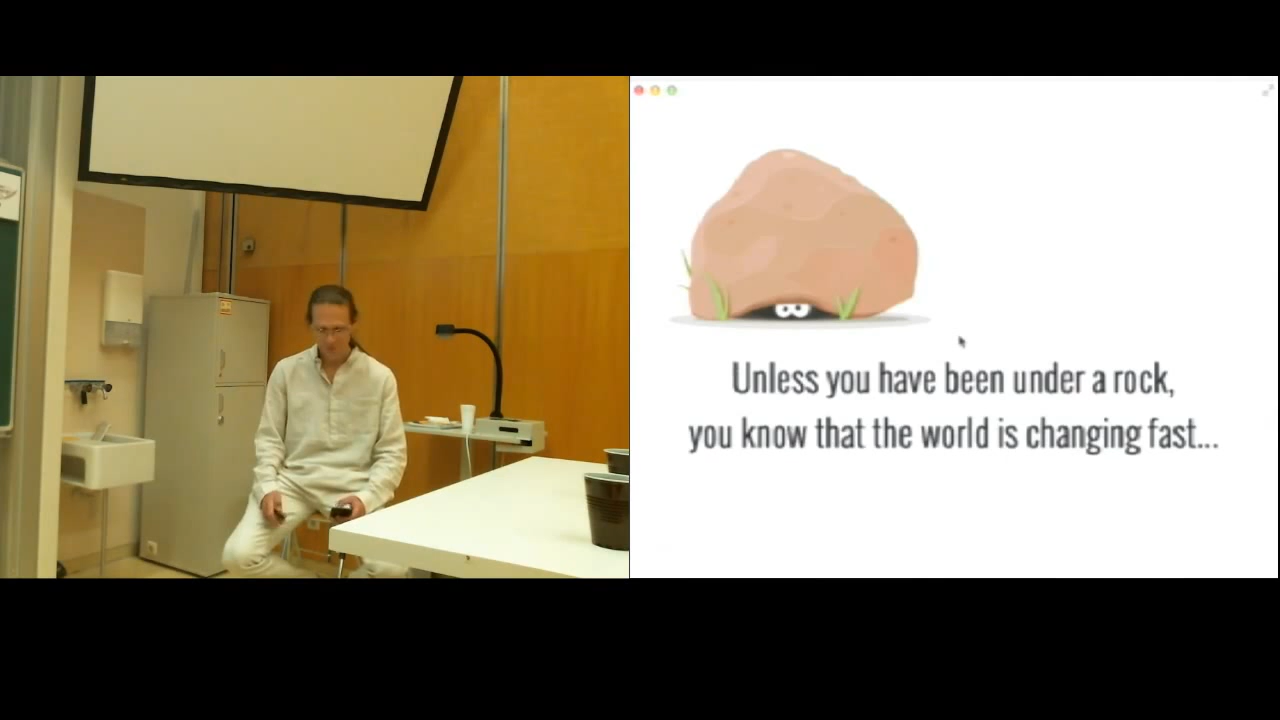 Unless you have been under a rock,
you know that the world is changing fast...